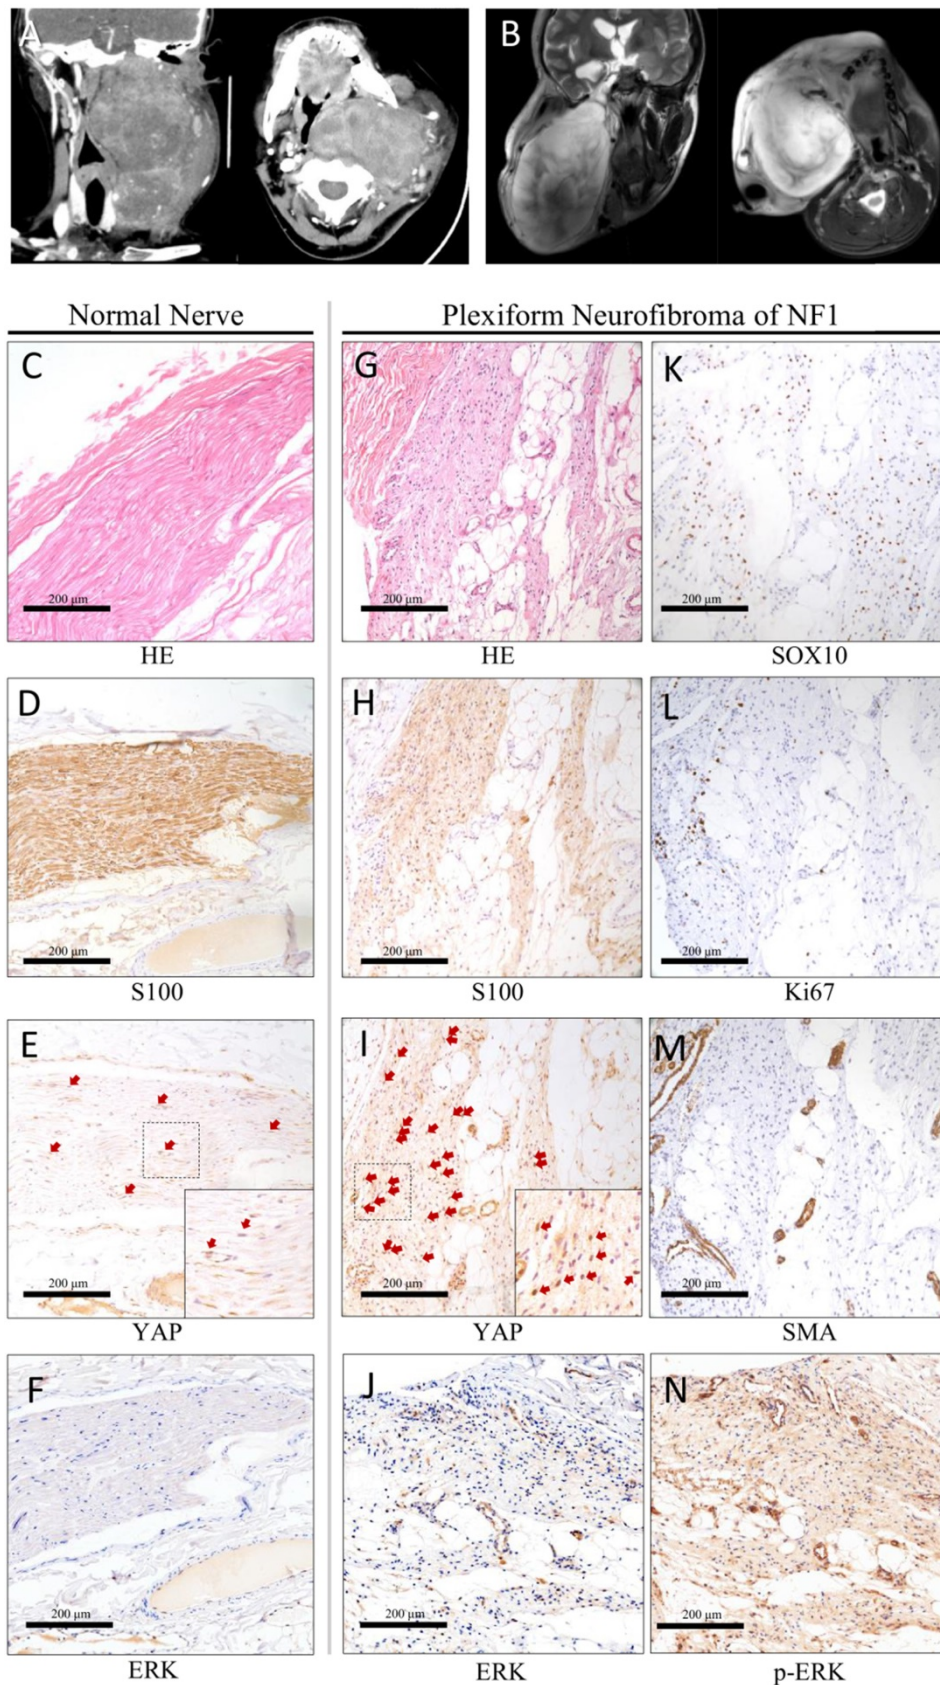 A
B
Normal Nerve
Plexiform Neurofibroma of NF1
C
G
K
200 μm
200 μm
200 μm
HE
HE
SOX10
D
H
L
200 μm
200 μm
200 μm
S100
S100
Ki67
E
I
M
200 μm
200 μm
200 μm
YAP
YAP
SMA
F
J
N
200 μm
200 μm
200 μm
ERK
ERK
p-ERK